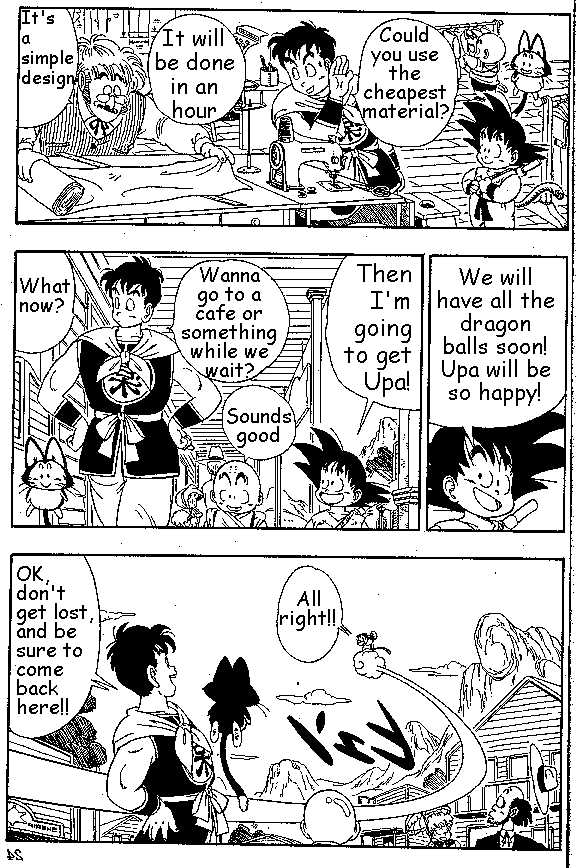 It's
a
simple
design
It will
be done
in an
hour
Could
you use
the
cheapest
material?
What
now?
Wanna
go to a
cafe or
something
while we
wait?
Sounds
good
Then
I'm
going
to get
Upa!
We will
have all the
dragon
balls soon!
Upa will be
so happy!
OK,
don't
get lost,
and be
sure to
come
back
here!!
All
right!!
24